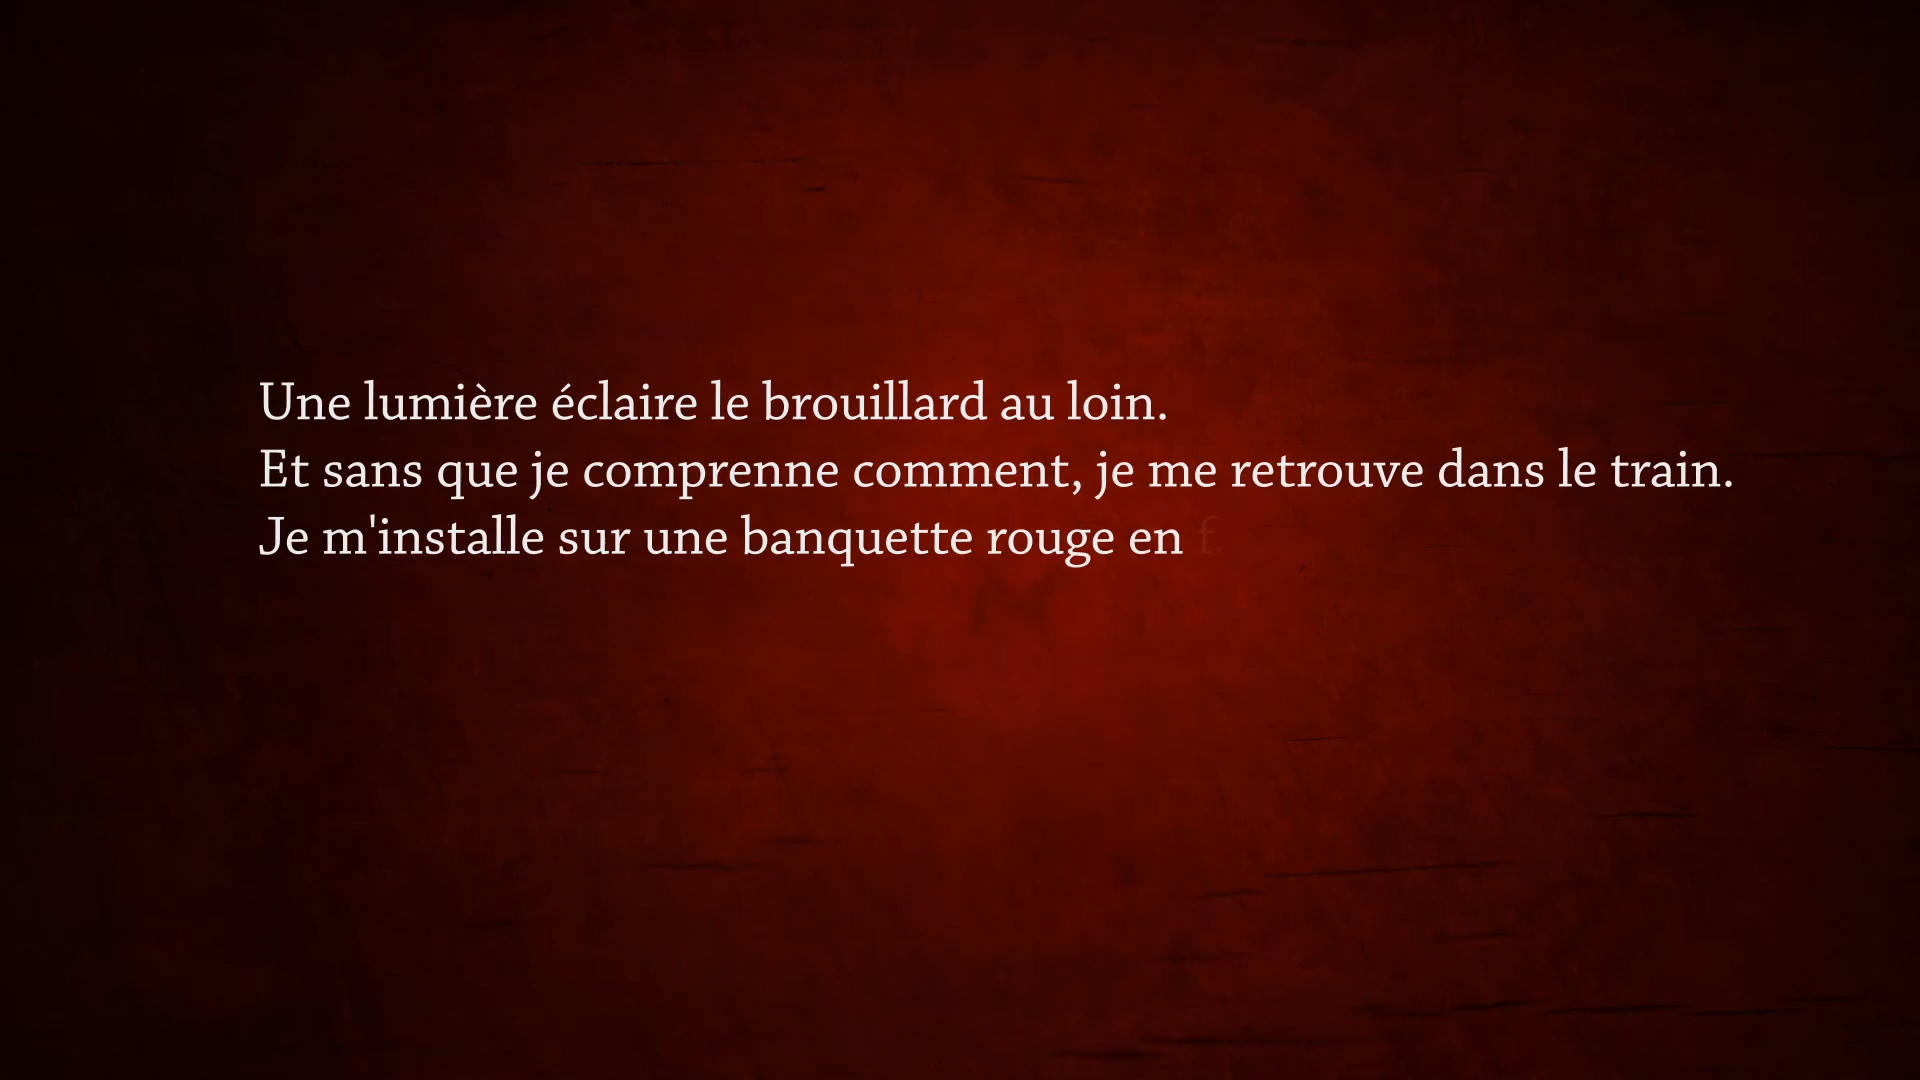 Une lumière éclaire le brouillard au loin.
Et sans que je comprenne comment, je me retrouve dans le train.
Je m'installe sur une banquette rouge en f